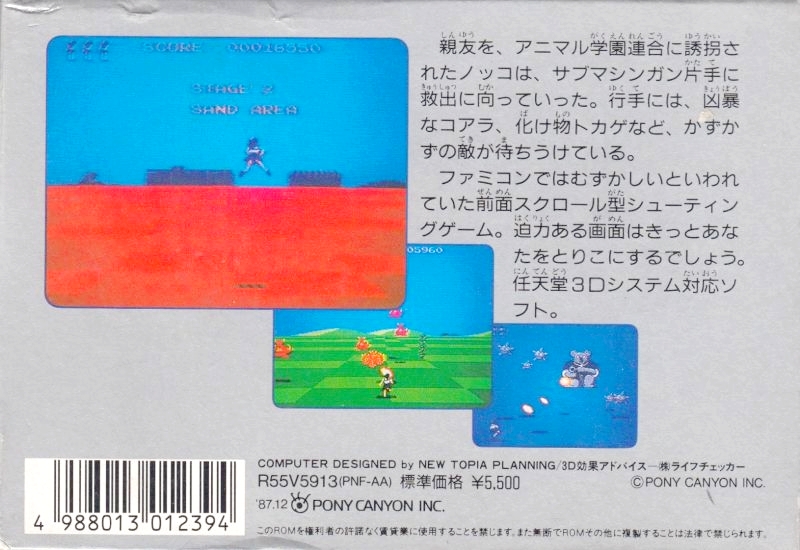 SCORE 00016550
STAGE 2
SAND AREA
親友を、アニマル学園連合に誘拐さ
れたノッコは、サブマシンガン片手に
救出に向っていった。行手には、凶暴
なコアラ、化け物トカゲなど、かずか
ずの敵が待ちうけている。
ファミコンではむずかしいといわれ
ていた前面スクロール型シューティン
グゲーム。迫力ある画面はきっとあな
たをとりこにするでしょう。
任天堂3Dシステム対応ソ
フト。
05960
COMPUTER DESIGNED by NEW TOPIA PLANNING/3D効果アドバイス—㈱ライフチェッカー
R55V5913(PNF-AA) 標準価格 ¥5,500
©PONY CANYON INC.
'87.12 PONY CANYON INC.
4 988013 012394
このROMを権利者の許諾なく賃貸業に使用することを禁じます。また無断でROMその他に複製することは法律で禁じられます。